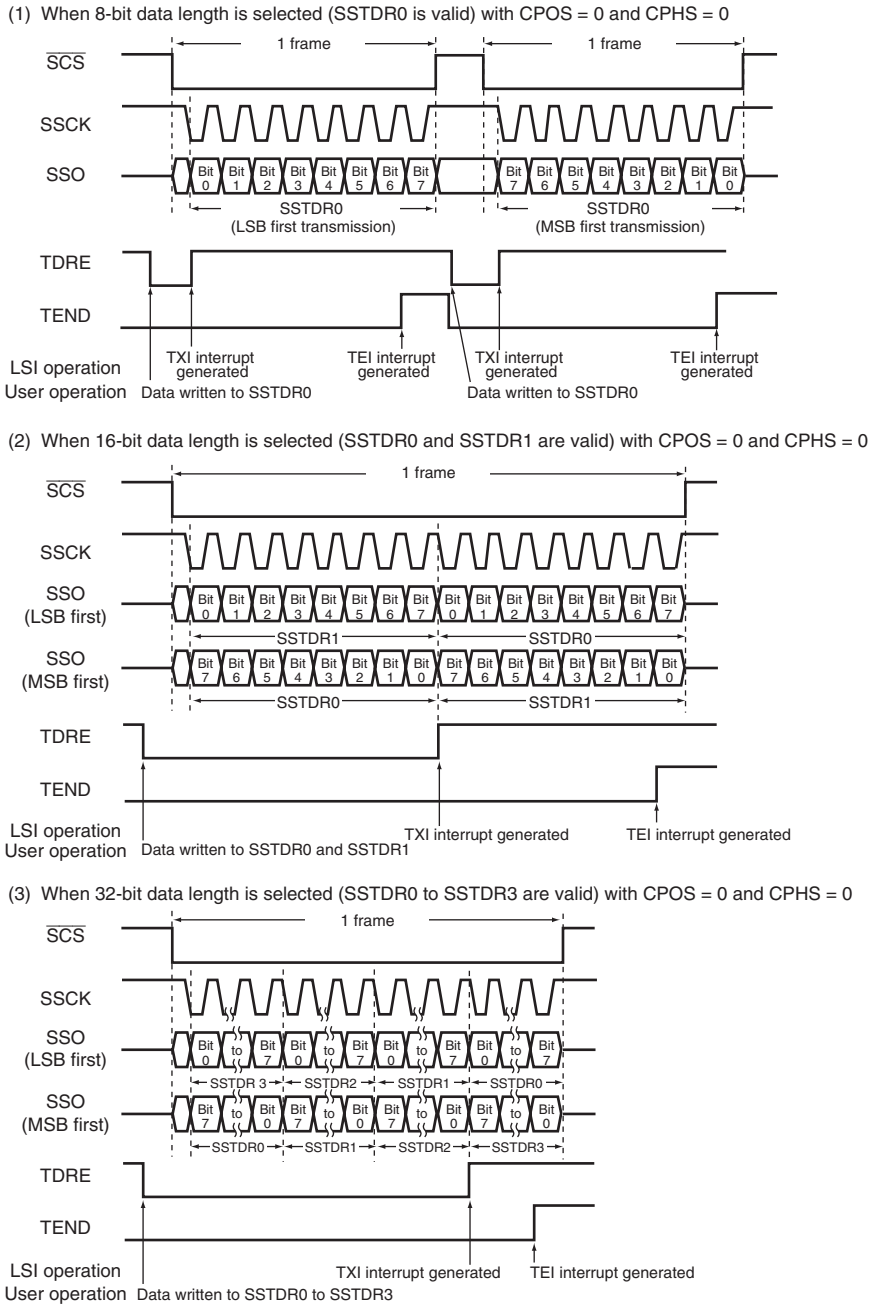 (1) When 8-bit data length is selected (SSTDR0 is valid) with CPOS = 0 and CPHS = 0
1 frame 1 frame
SCS
SSCK
SSO Bit 0 Bit 1 Bit 2 Bit 3 Bit 4 Bit 5 Bit 6 Bit 7 Bit 7 Bit 6 Bit 5 Bit 4 Bit 3 Bit 2 Bit 1 Bit 0
SSTDR0 SSTDR0
(LSB first transmission) (MSB first transmission)
TDRE
TEND
LSI operation TXI interrupt generated TEI interrupt generated TXI interrupt generated TEI interrupt generated
User operation Data written to SSTDR0 Data written to SSTDR0
(2) When 16-bit data length is selected (SSTDR0 and SSTDR1 are valid) with CPOS = 0 and CPHS = 0
1 frame
SCS
SSCK
SSO (LSB first) Bit 0 Bit 1 Bit 2 Bit 3 Bit 4 Bit 5 Bit 6 Bit 7 Bit 0 Bit 1 Bit 2 Bit 3 Bit 4 Bit 5 Bit 6 Bit 7
SSTDR1 SSTDR0
SSO (MSB first) Bit 7 Bit 6 Bit 5 Bit 4 Bit 3 Bit 2 Bit 1 Bit 0 Bit 7 Bit 6 Bit 5 Bit 4 Bit 3 Bit 2 Bit 1 Bit 0
SSTDR0 SSTDR1
TDRE
TEND
LSI operation TXI interrupt generated TEI interrupt generated
User operation Data written to SSTDR0 and SSTDR1
(3) When 32-bit data length is selected (SSTDR0 to SSTDR3 are valid) with CPOS = 0 and CPHS = 0
1 frame
SCS
SSCK
SSO (LSB first) Bit 0 to Bit 7 Bit 0 to Bit 7 Bit 0 to Bit 7 Bit 0 to Bit 7
SSTDR 3 SSTDR2 SSTDR1 SSTDR0
SSO (MSB first) Bit 7 to Bit 0 Bit 7 to Bit 0 Bit 7 to Bit 0 Bit 7 to Bit 0
SSTDR0 SSTDR1 SSTDR2 SSTDR3
TDRE
TEND
LSI operation TXI interrupt generated TEI interrupt generated
User operation Data written to SSTDR0 to SSTDR3